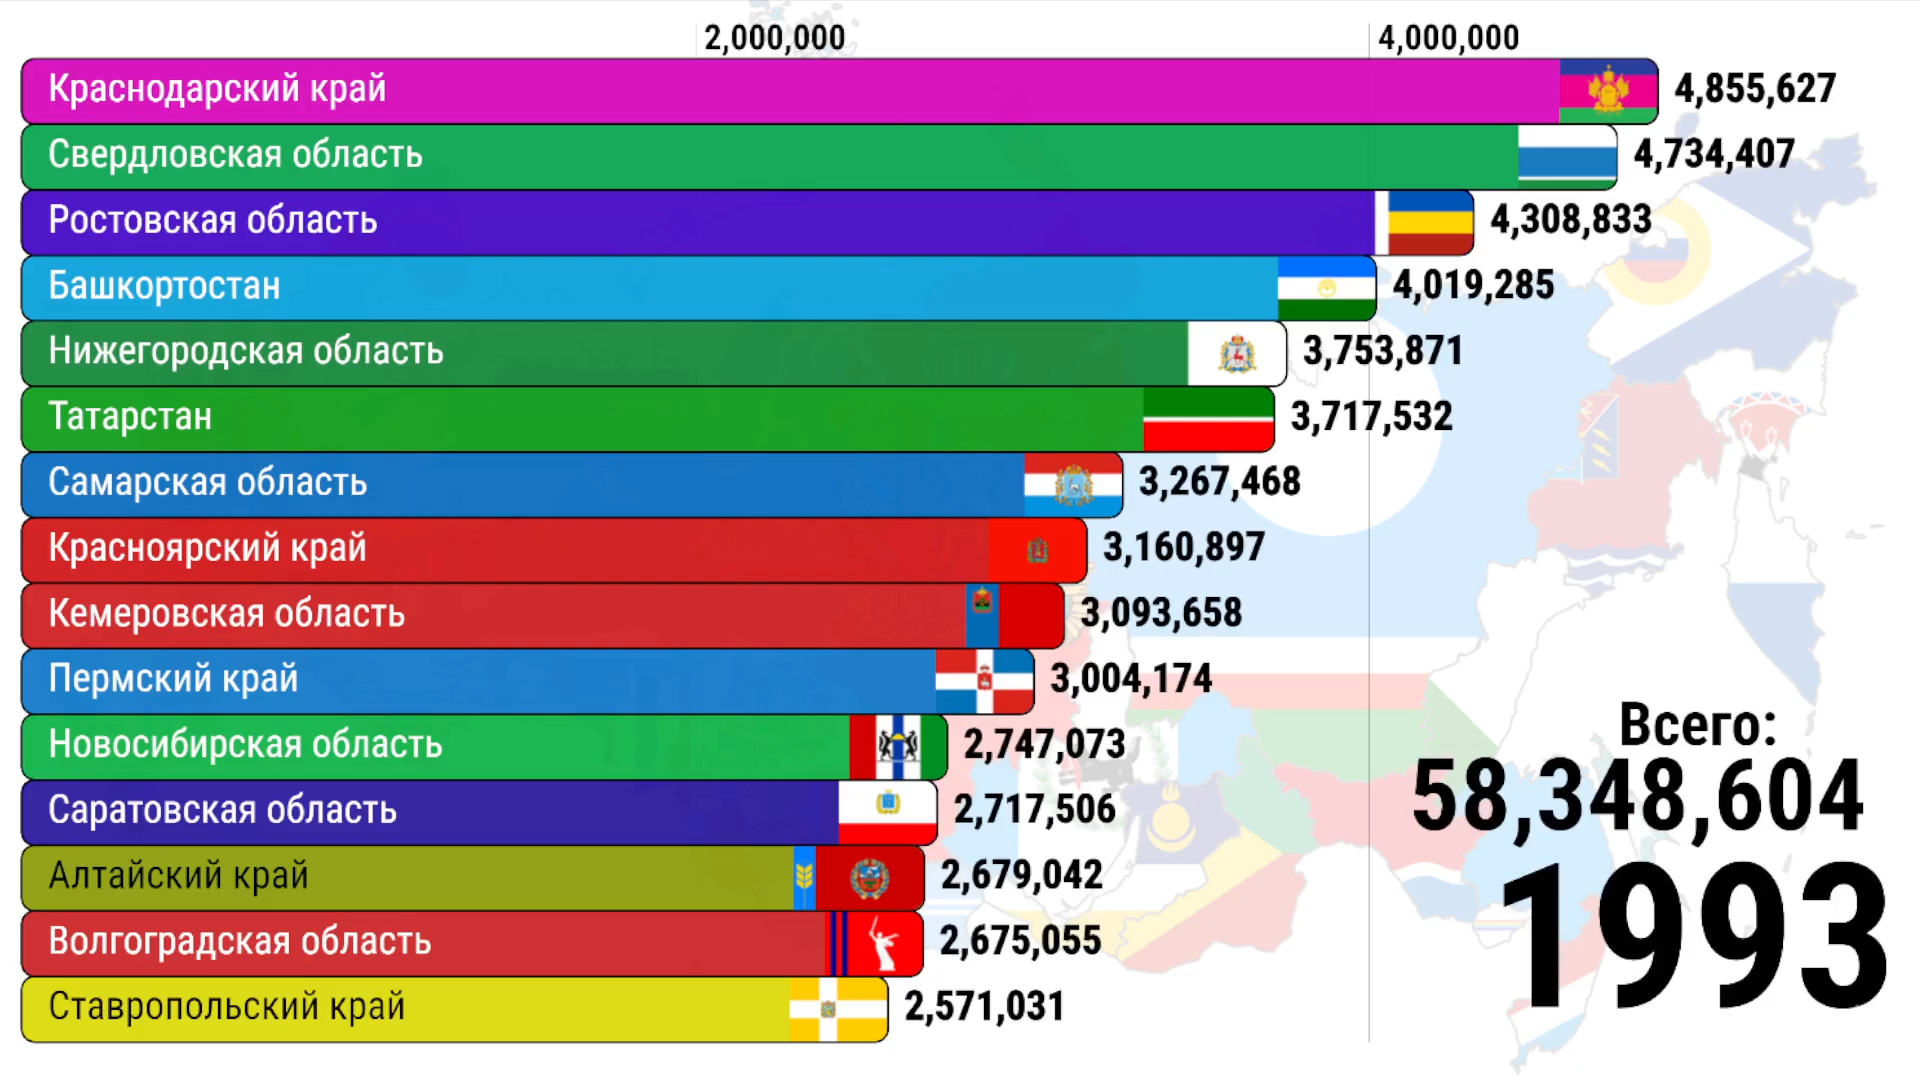 2,000,000 4,000,000
Краснодарский край 4,855,627
Свердловская область 4,734,407
Ростовская область 4,308,833
Башкортостан 4,019,285
Нижегородская область 3,753,871
Татарстан 3,717,532
Самарская область 3,267,468
Красноярский край 3,160,897
Кемеровская область 3,093,658
Пермский край 3,004,174
Новосибирская область 2,747,073
Саратовская область 2,717,506
Алтайский край 2,679,042
Волгоградская область 2,675,055
Ставропольский край 2,571,031
Всего:
58,348,604
1993